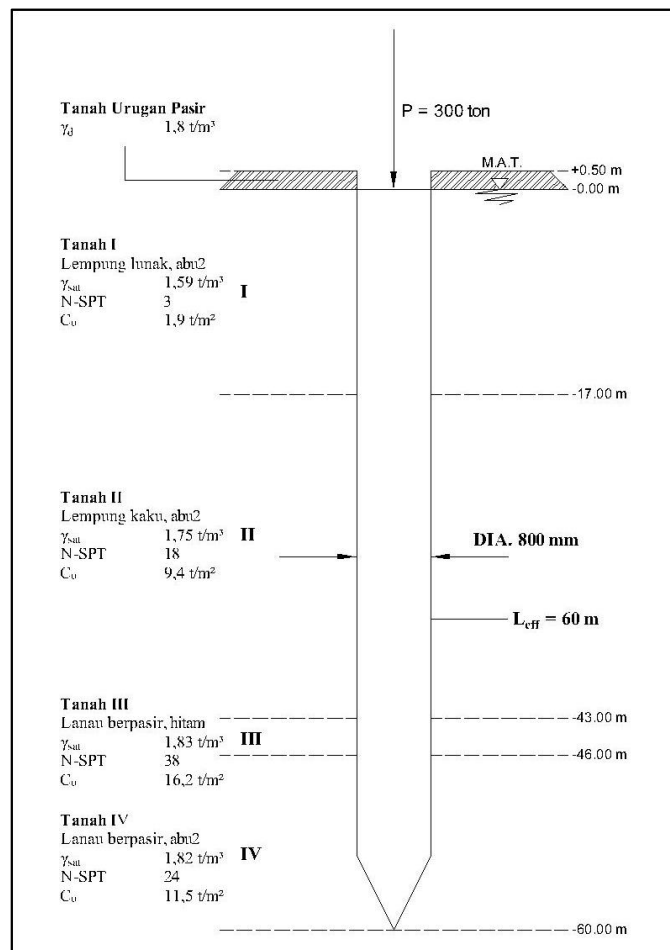 Tanah Urugan Pasir
γd 1,8 t/m³
P = 300 ton
M.A.T.
+0.50 m
-0.00 m
Tanah I
Lempung lunak, abu2
γsat 1,59 t/m³
N-SPT 3
Cu 1,9 t/m²
I
-17.00 m
Tanah II
Lempung kaku, abu2
γsat 1,75 t/m³
N-SPT 18
Cu 9,4 t/m²
II
DIA. 800 mm
Leff = 60 m
Tanah III
Lanau berpasir, hitam
γsat 1,83 t/m³
N-SPT 38
Cu 16,2 t/m²
III
-43.00 m
-46.00 m
Tanah IV
Lanau berpasir, abu2
γsat 1,82 t/m³
N-SPT 24
Cu 11,5 t/m²
IV
-60.00 m